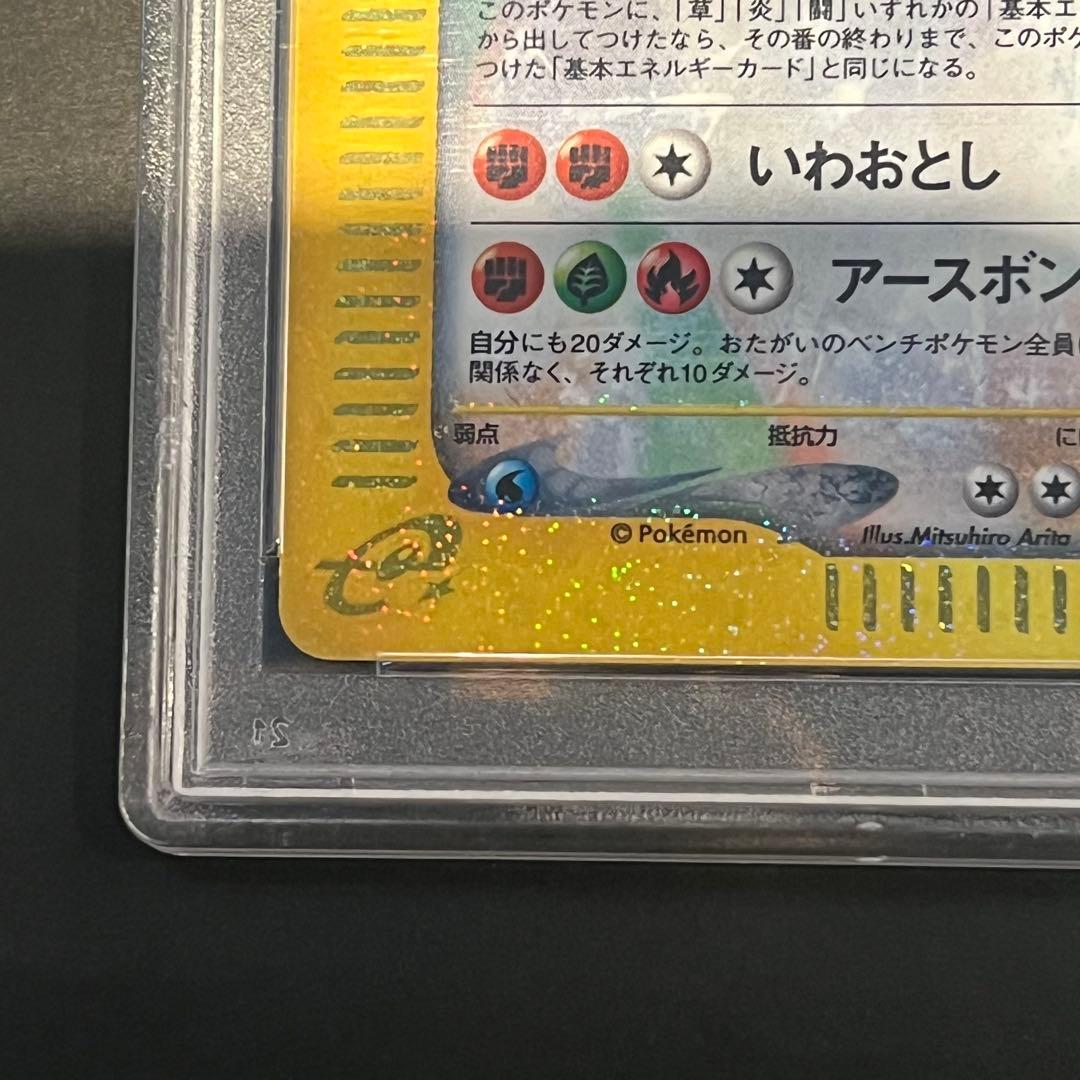 このポケモンに、「草」「炎」「闘」いずれかの「基本エ
から出してつけたなら、その番の終わりまで、このポケ
つけた「基本エネルギーカード」と同じになる。
いわおとし
アースボン
自分にも20ダメージ。おたがいのベンチポケモン全員に
関係なく、それぞれ10ダメージ。
弱点 抵抗力 に
© Pokémon Illus.Mitsuhiro Arita
e
21